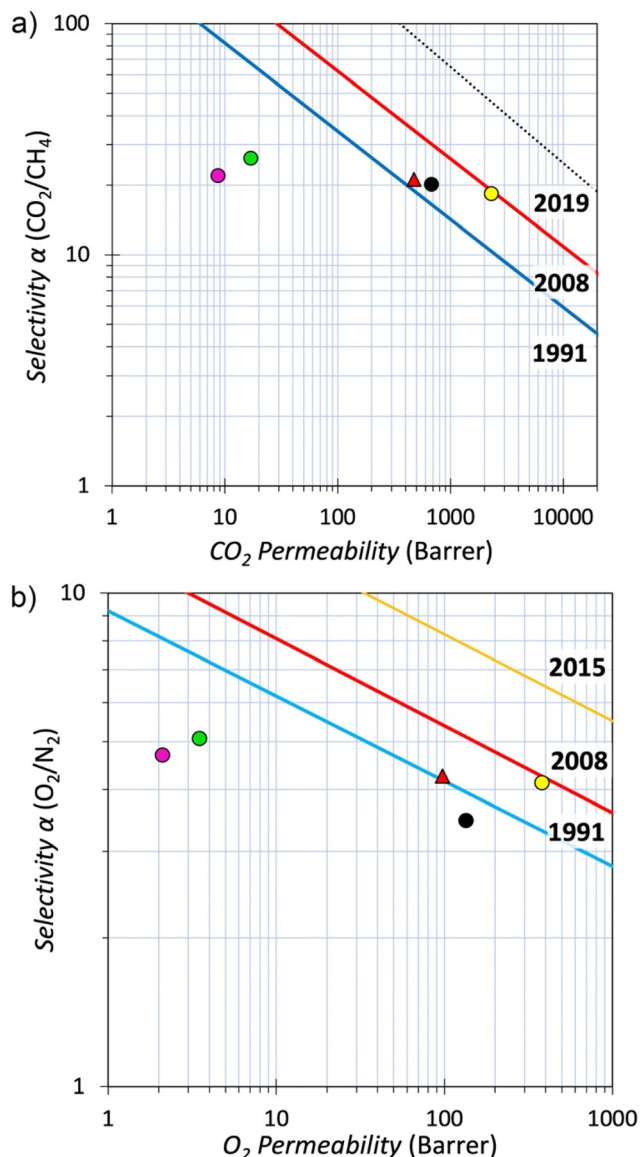 a)
100
10
1
Selectivity α (CO₂/CH₄)
2019
2008
1991
1 10 100 1000 10000
CO₂ Permeability (Barrer)
b)
10
1
Selectivity α (O₂/N₂)
2015
2008
1991
1 10 100 1000
O₂ Permeability (Barrer)